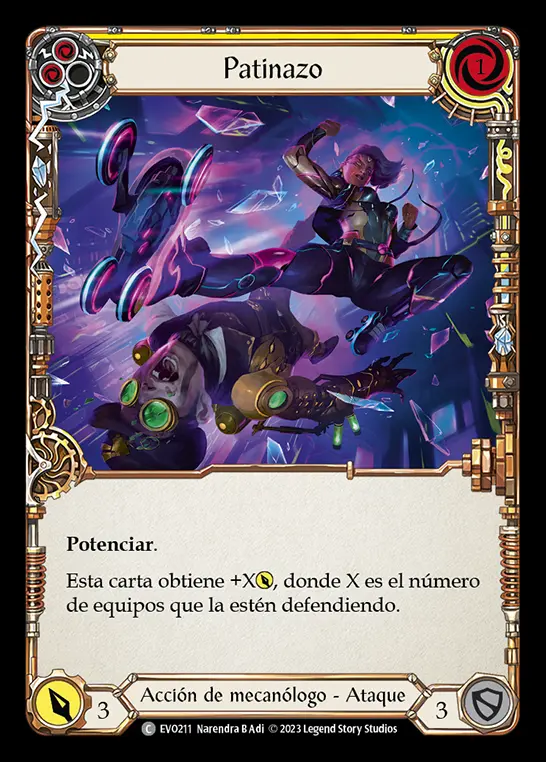 Patinazo
1
Potenciar.
Esta carta obtiene +X, donde X es el número
de equipos que la estén defendiendo.
3
Acción de mecanólogo - Ataque
3
C EVO211 Narendra B Adi © 2023 Legend Story Studios